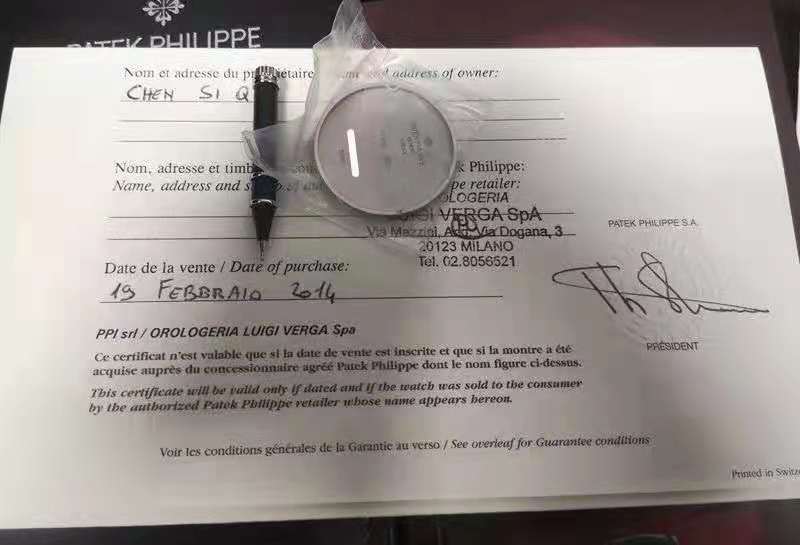 PATEK PHILIPPE
Nom et adresse du propriétaire and address of owner:
CHEN SI Q
Nom, adresse et k Philippe:
Name, address and pe retailer:
OLOGERIA
VERGA SpA
Via Dogana, 3
20123 MILANO
Tel. 02.8056521
PATEK PHILIPPE S.A.
Date de la vente / Date of purchase:
19 FEBBRAIO 2014
PRÉSIDENT
PPI srl / OROLOGERIA LUIGI VERGA Spa
Ce certificat n'est valable que si la date de vente est inscrite et que si la montre a été
acquise auprès du concessionnaire agréé Patek Philippe dont le nom figure ci-dessus.
This certificate will be valid only if dated and if the watch was sold to the consumer
by the authorized Patek Philippe retailer whose name appears hereon.
Voir les conditions générales de la Garantie au verso / See overleaf for Guarantee conditions
Printed in Switze